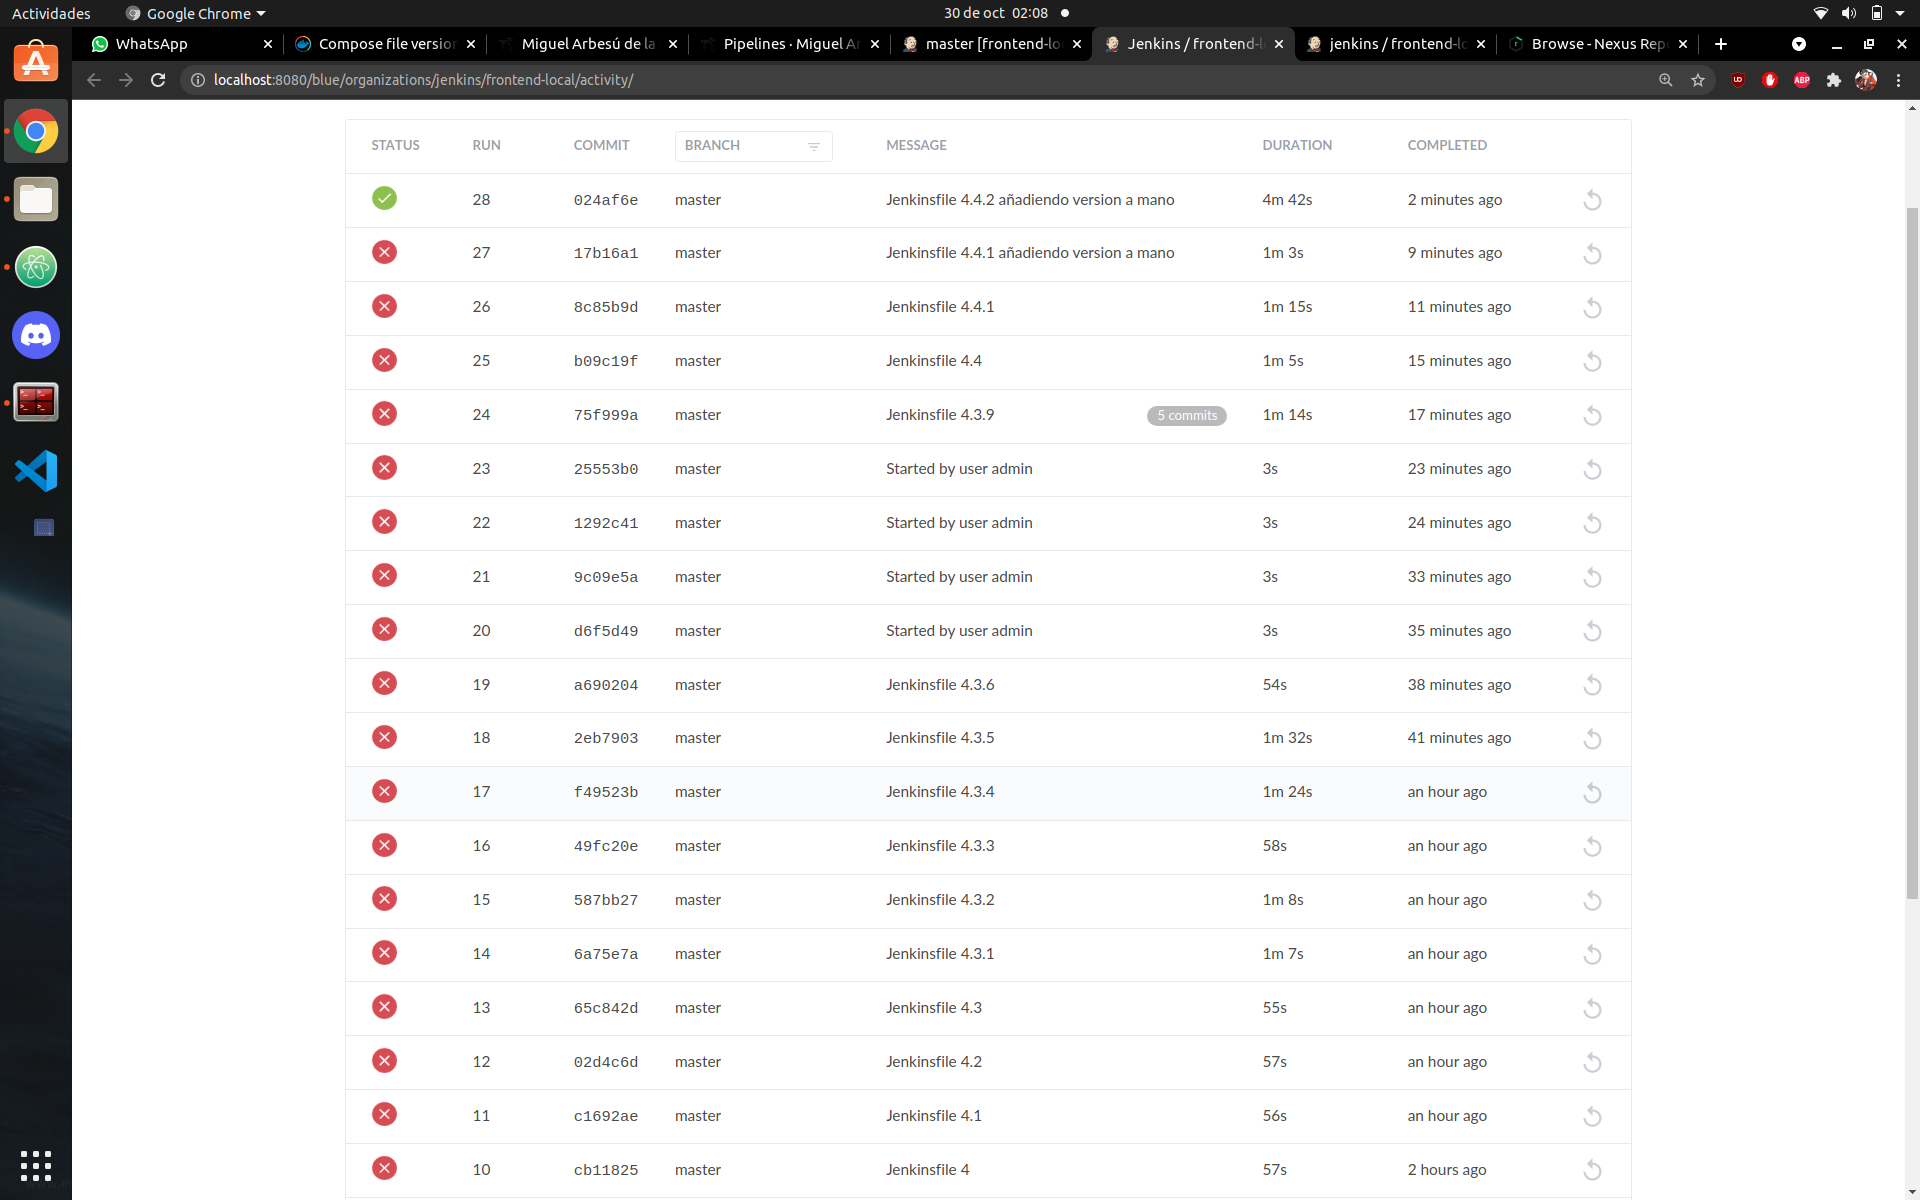 Actividades Google Chrome 30 de oct 02:08
WhatsApp Compose file version Miguel Arbesú de la Pipelines · Miguel Ar master [frontend-lo Jenkins / frontend-l jenkins / frontend-lo Browse - Nexus Rep
localhost:8080/blue/organizations/jenkins/frontend-local/activity/
STATUS RUN COMMIT BRANCH MESSAGE DURATION COMPLETED
28 024af6e master Jenkinsfile 4.4.2 añadiendo version a mano 4m 42s 2 minutes ago
27 17b16a1 master Jenkinsfile 4.4.1 añadiendo version a mano 1m 3s 9 minutes ago
26 8c85b9d master Jenkinsfile 4.4.1 1m 15s 11 minutes ago
25 b09c19f master Jenkinsfile 4.4 1m 5s 15 minutes ago
24 75f999a master Jenkinsfile 4.3.9 5 commits 1m 14s 17 minutes ago
23 25553b0 master Started by user admin 3s 23 minutes ago
22 1292c41 master Started by user admin 3s 24 minutes ago
21 9c09e5a master Started by user admin 3s 33 minutes ago
20 d6f5d49 master Started by user admin 3s 35 minutes ago
19 a690204 master Jenkinsfile 4.3.6 54s 38 minutes ago
18 2eb7903 master Jenkinsfile 4.3.5 1m 32s 41 minutes ago
17 f49523b master Jenkinsfile 4.3.4 1m 24s an hour ago
16 49fc20e master Jenkinsfile 4.3.3 58s an hour ago
15 587bb27 master Jenkinsfile 4.3.2 1m 8s an hour ago
14 6a75e7a master Jenkinsfile 4.3.1 1m 7s an hour ago
13 65c842d master Jenkinsfile 4.3 55s an hour ago
12 02d4c6d master Jenkinsfile 4.2 57s an hour ago
11 c1692ae master Jenkinsfile 4.1 56s an hour ago
10 cb11825 master Jenkinsfile 4 57s 2 hours ago